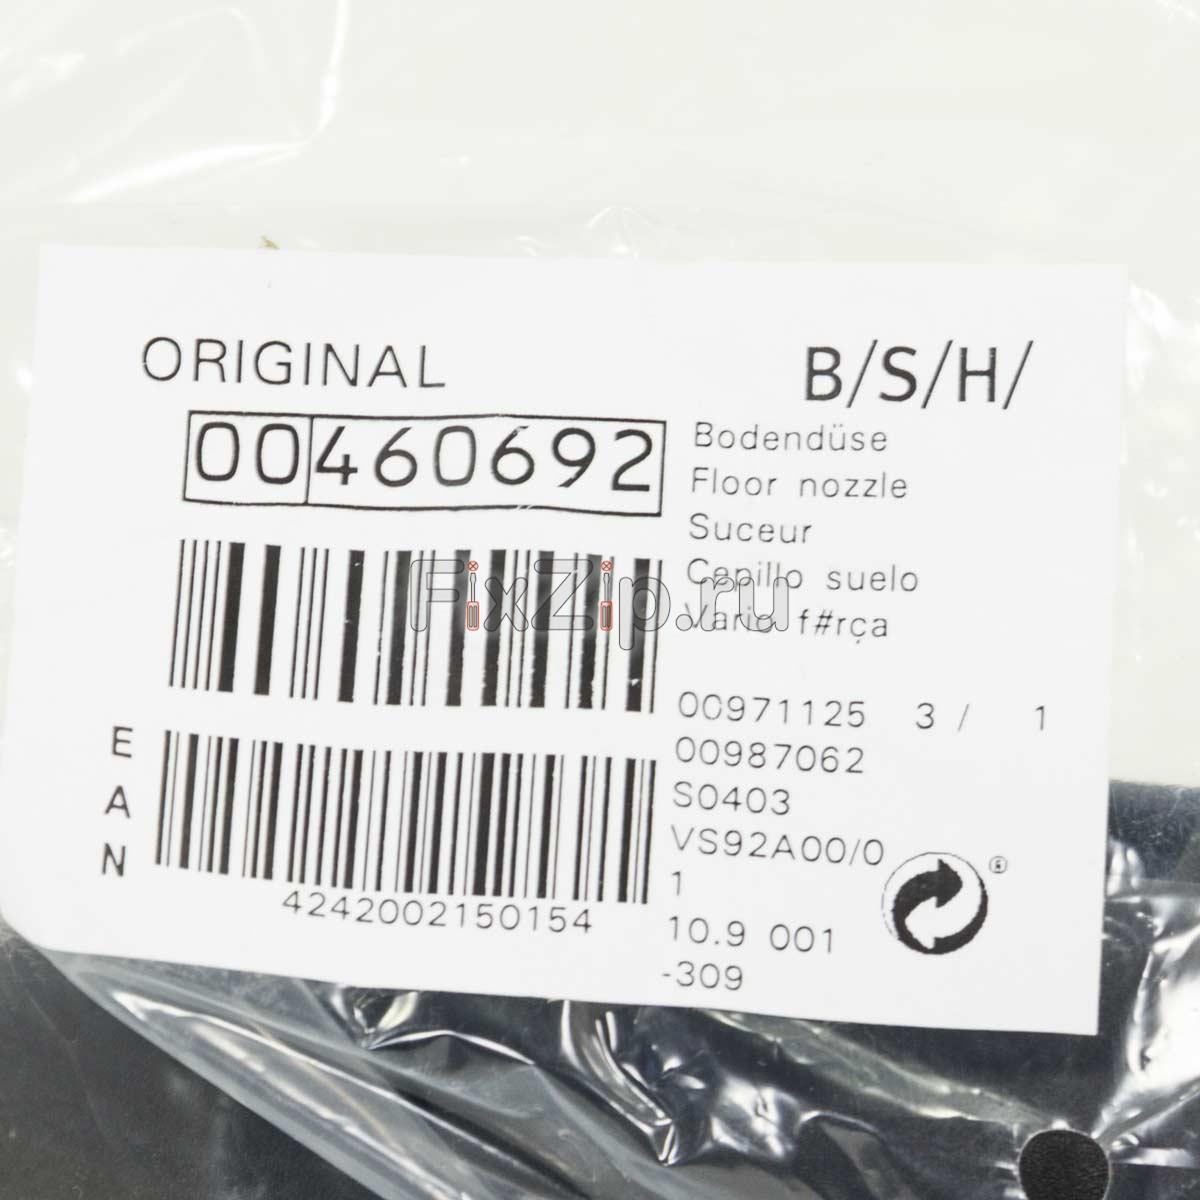 ORIGINAL
B/S/H/
00460692
Bodendüse
Floor nozzle
Suceur
Cepillo suelo
Vario f#rça
FixZip.ru
00971125 3 / 1
00987062
S0403
VS92A00/0
1
10.9 001
-309
EAN
4242002150154